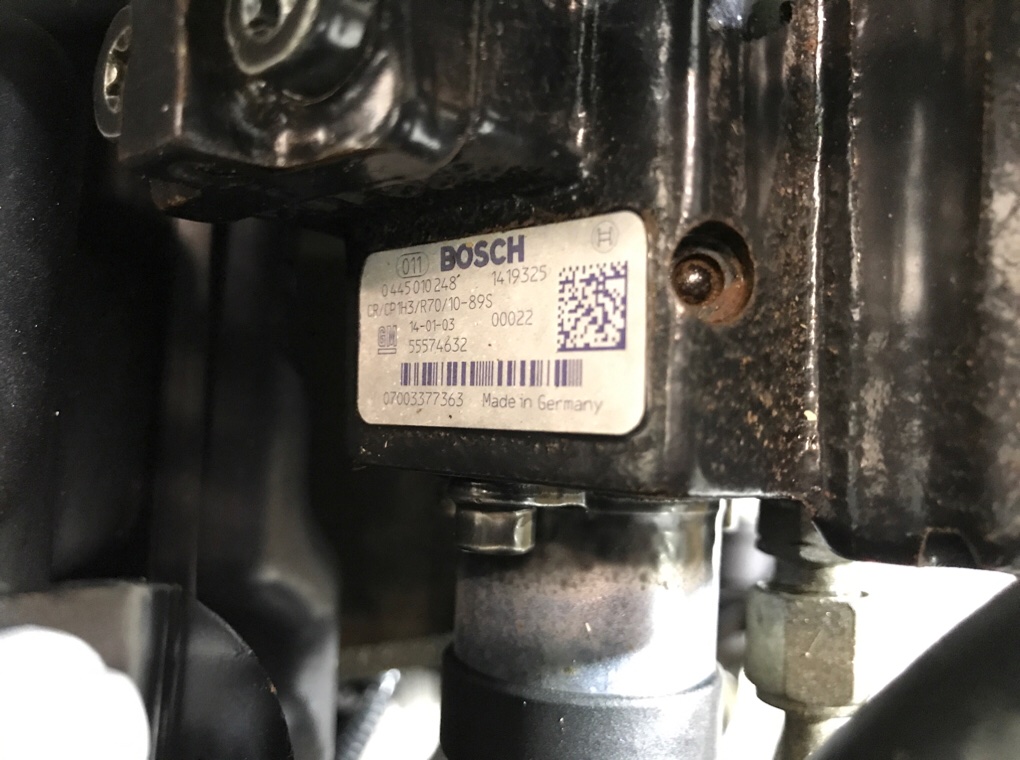 011 BOSCH
0 445 010 248 1419325
CR/CP1H3/R70/10-89S
14-01-03 00022
GM 55574632
07003377363 Made in Germany